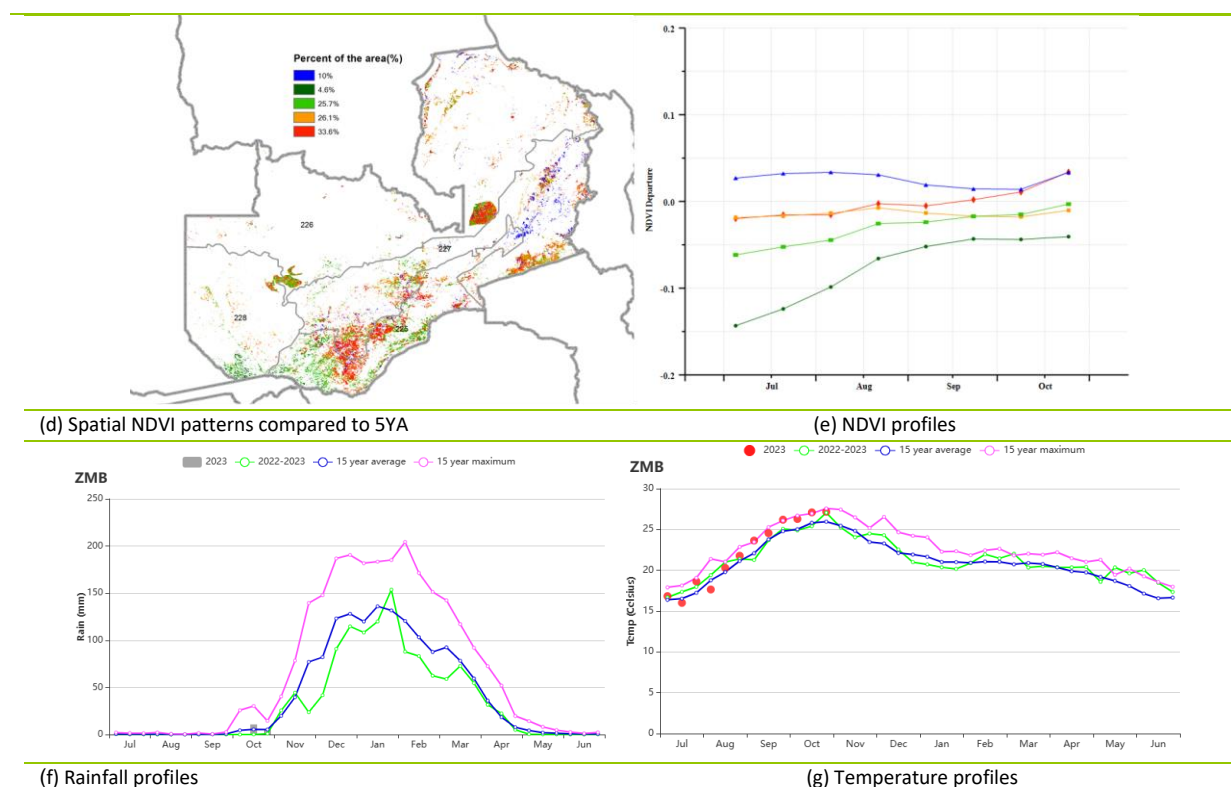 Percent of the area(%)
10%
4.6%
25.7%
26.1%
33.6%
226
227
228
225
0.2
0.1
0.0
-0.1
-0.2
NDVI Departure
Jul Aug Sep Oct
(d) Spatial NDVI patterns compared to 5YA (e) NDVI profiles
2023 2022-2023 15 year average 15 year maximum
ZMB
250
200
150
100
50
0
Rain (mm)
Jul Aug Sep Oct Nov Dec Jan Feb Mar Apr May Jun
2023 2022-2023 15 year average 15 year maximum
ZMB
30
25
20
15
10
5
0
Temp (Celsius)
Jul Aug Sep Oct Nov Dec Jan Feb Mar Apr May Jun
(f) Rainfall profiles (g) Temperature profiles